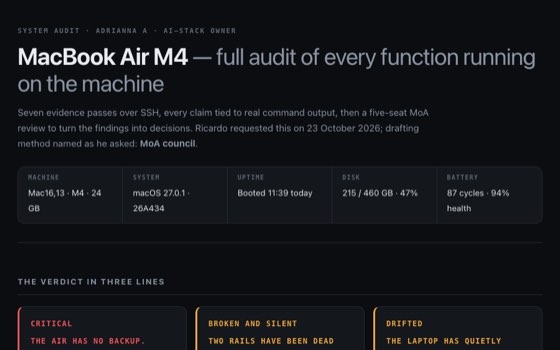 SYSTEM AUDIT · ADRIANNA A · AI-STACK OWNER
MacBook Air M4 — full audit of every function running
on the machine
Seven evidence passes over SSH, every claim tied to real command output, then a five-seat MoA
review to turn the findings into decisions. Ricardo requested this on 23 October 2026; drafting
method named as he asked: MoA council.
MACHINE
Mac16,13 · M4 · 24
GB
SYSTEM
macOS 27.0.1 ·
26A434
UPTIME
Booted 11:39 today
DISK
215 / 460 GB · 47%
BATTERY
87 cycles · 94%
health
THE VERDICT IN THREE LINES
CRITICAL
THE AIR HAS NO BACKUP.
BROKEN AND SILENT
TWO RAILS HAVE BEEN DEAD
DRIFTED
THE LAPTOP HAS QUIETLY